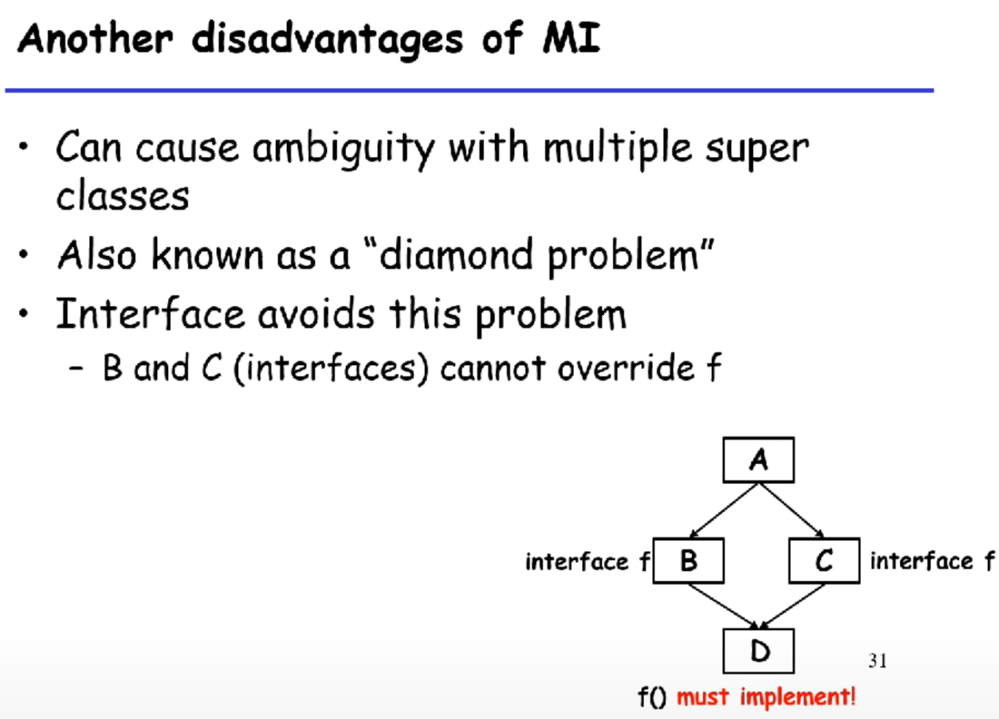 Another disadvantages of MI
• Can cause ambiguity with multiple super
classes
• Also known as a “diamond problem”
• Interface avoids this problem
– B and C (interfaces) cannot override f
A
interface f B C interface f
D
31
f() must implement!